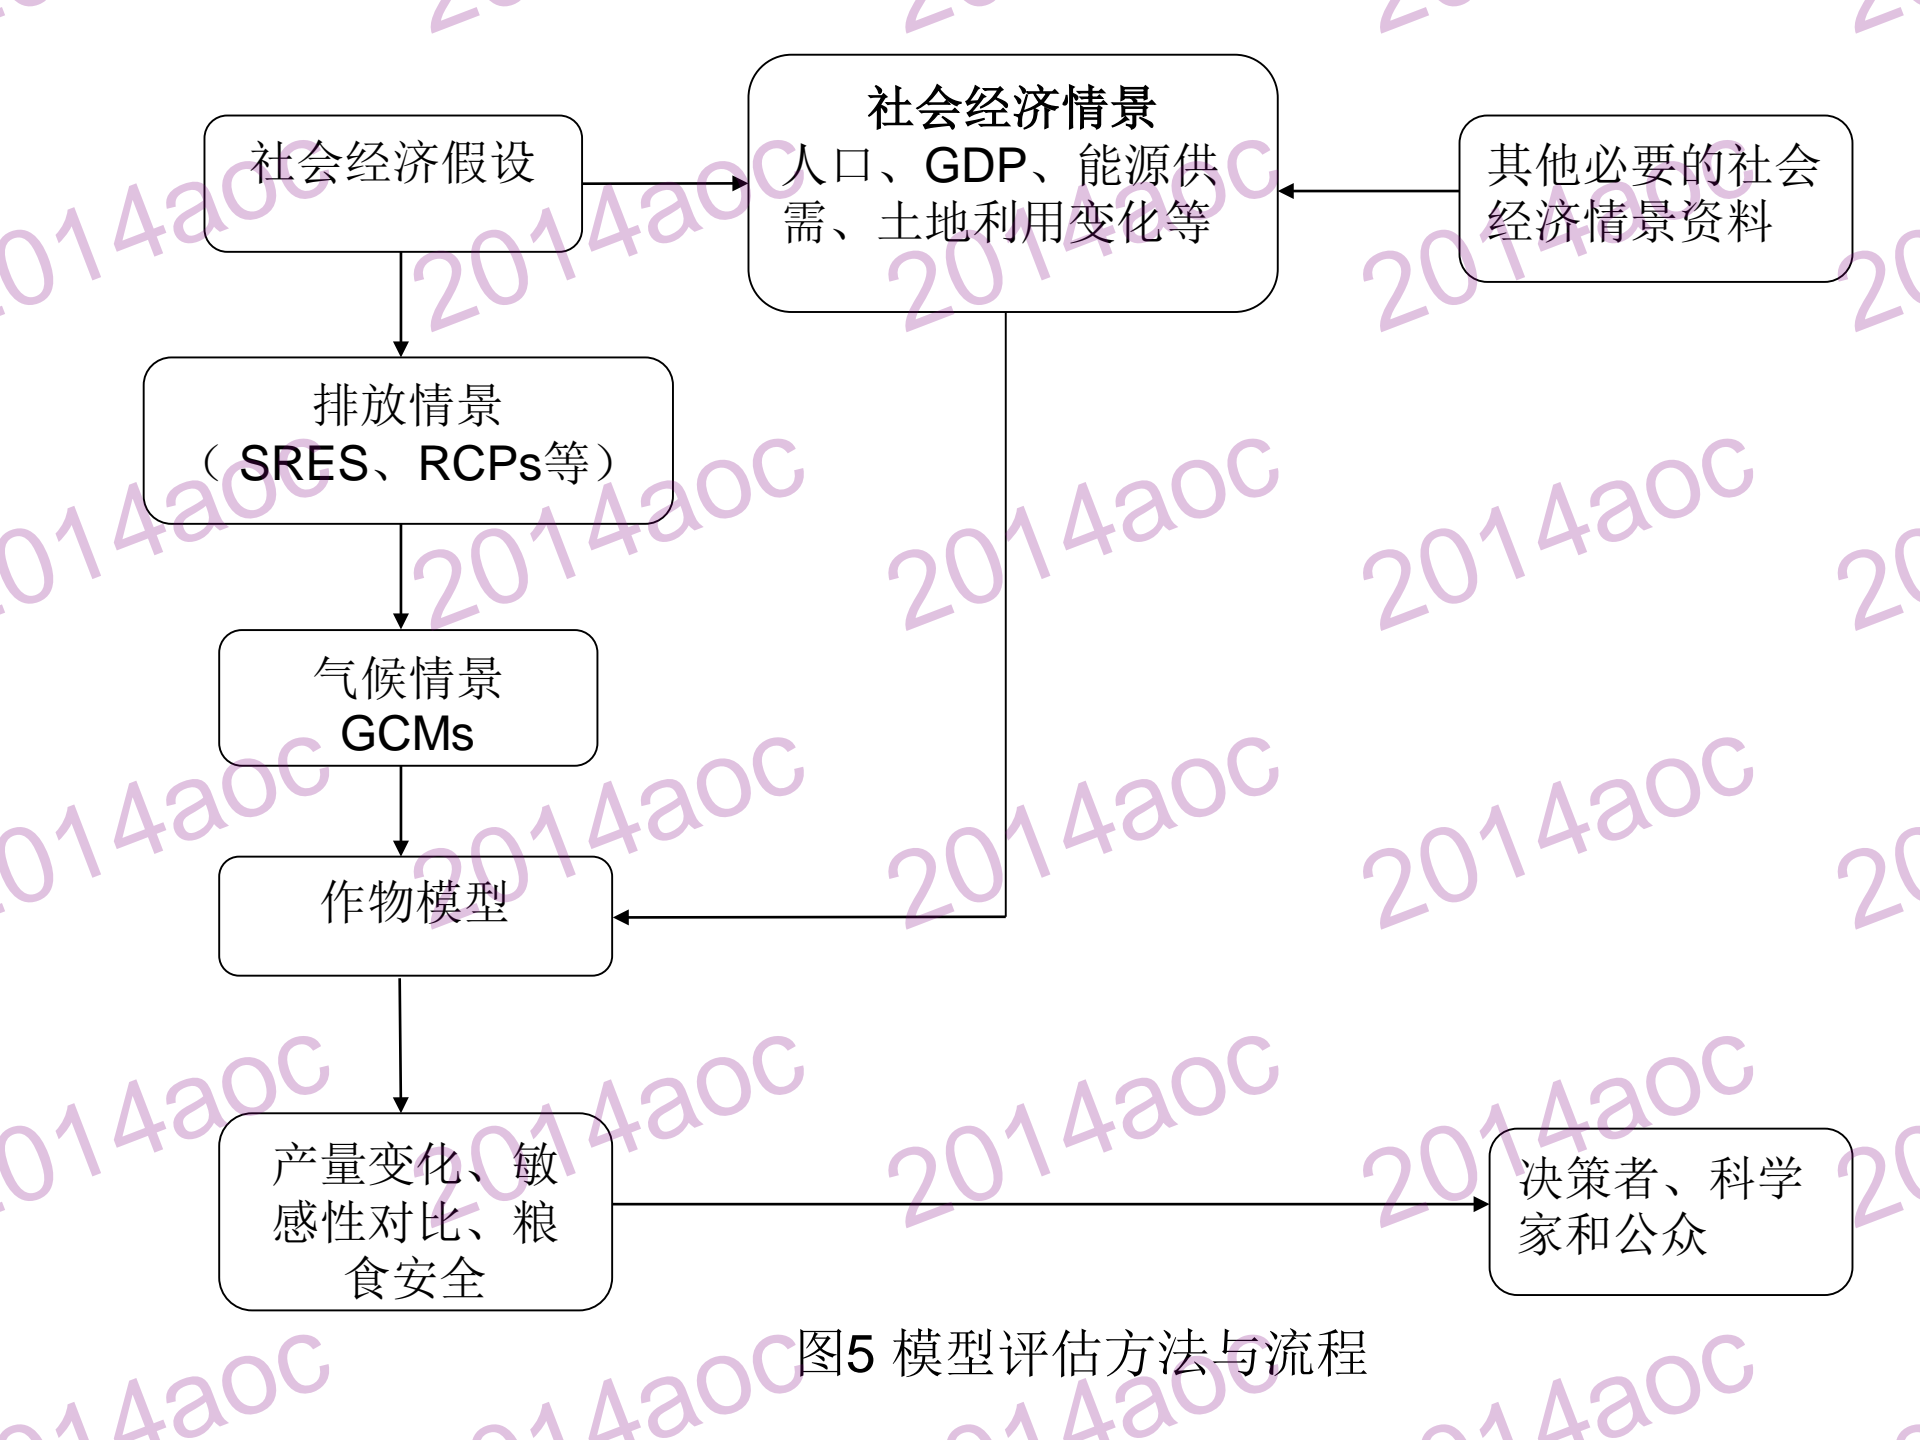 社会经济假设
社会经济情景
人口、GDP、能源供
需、土地利用变化等
其他必要的社会
经济情景资料
排放情景
（ SRES、RCPs等）
气候情景
GCMs
作物模型
产量变化、敏
感性对比、粮
食安全
决策者、科学
家和公众
图5 模型评估方法与流程
2014aoc